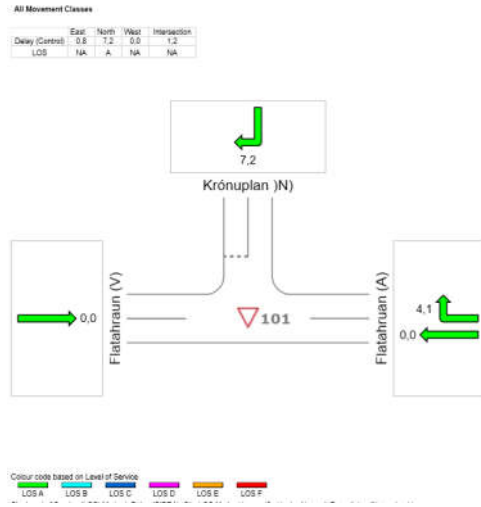 All Movement Classes
East North West Intersection
Delay (Control) 0,8 7,2 0,0 1,2
LOS NA A NA NA
7,2
Krónuplan )N)
Flatahraun (V)
0,0
101
Flatahruan (A)
4,1
0,0
Colour code based on Level of Service
LOS A LOS B LOS C LOS D LOS E LOS F